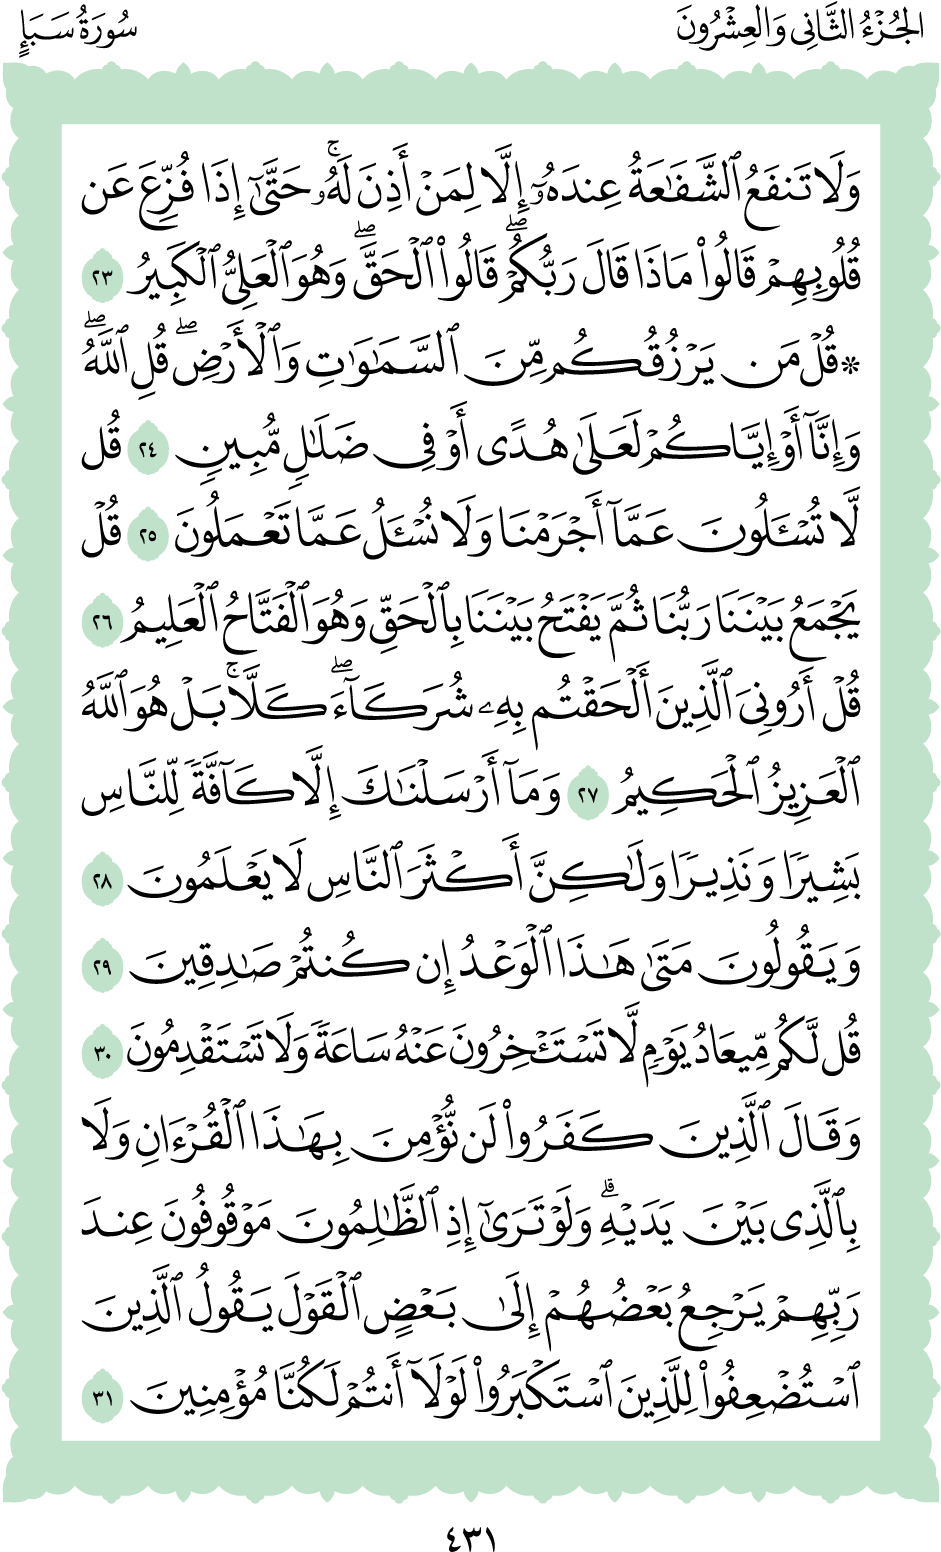 الجُزْءُ الثَّانِي وَالعِشْرُونَ
سُورَةُ سَبَإٍ
وَلَا تَنفَعُ ٱلشَّفَٰعَةُ عِندَهُۥٓ إِلَّا لِمَنْ أَذِنَ لَهُۥۚ حَتَّىٰٓ إِذَا فُزِّعَ عَن
قُلُوبِهِمْ قَالُوا۟ مَاذَا قَالَ رَبُّكُمْۖ قَالُوا۟ ٱلْحَقَّۖ وَهُوَ ٱلْعَلِىُّ ٱلْكَبِيرُ ٢٣
* قُلْ مَن يَرْزُقُكُم مِّنَ ٱلسَّمَٰوَٰتِ وَٱلْأَرْضِۖ قُلِ ٱللَّهُۖ
وَإِنَّآ أَوْ إِيَّاكُمْ لَعَلَىٰ هُدًى أَوْ فِى ضَلَٰلٍ مُّبِينٍ ٢٤ قُل
لَّا تُسْـَٔلُونَ عَمَّآ أَجْرَمْنَا وَلَا نُسْـَٔلُ عَمَّا تَعْمَلُونَ ٢٥ قُلْ
يَجْمَعُ بَيْنَنَا رَبُّنَا ثُمَّ يَفْتَحُ بَيْنَنَا بِٱلْحَقِّ وَهُوَ ٱلْفَتَّاحُ ٱلْعَلِيمُ ٢٦
قُلْ أَرُونِىَ ٱلَّذِينَ أَلْحَقْتُم بِهِۦ شُرَكَآءَۖ كَلَّاۚ بَلْ هُوَ ٱللَّهُ
ٱلْعَزِيزُ ٱلْحَكِيمُ ٢٧ وَمَآ أَرْسَلْنَٰكَ إِلَّا كَآفَّةً لِّلنَّاسِ
بَشِيرًا وَنَذِيرًا وَلَٰكِنَّ أَكْثَرَ ٱلنَّاسِ لَا يَعْلَمُونَ ٢٨
وَيَقُولُونَ مَتَىٰ هَٰذَا ٱلْوَعْدُ إِن كُنتُمْ صَٰدِقِينَ ٢٩
قُل لَّكُم مِّيعَادُ يَوْمٍ لَّا تَسْتَـْٔخِرُونَ عَنْهُ سَاعَةً وَلَا تَسْتَقْدِمُونَ ٣٠
وَقَالَ ٱلَّذِينَ كَفَرُوا۟ لَن نُّؤْمِنَ بِهَٰذَا ٱلْقُرْءَانِ وَلَا
بِٱلَّذِى بَيْنَ يَدَيْهِۗ وَلَوْ تَرَىٰٓ إِذِ ٱلظَّٰلِمُونَ مَوْقُوفُونَ عِندَ
رَبِّهِمْ يَرْجِعُ بَعْضُهُمْ إِلَىٰ بَعْضٍ ٱلْقَوْلَ يَقُولُ ٱلَّذِينَ
ٱسْتُضْعِفُوا۟ لِلَّذِينَ ٱسْتَكْبَرُوا۟ لَوْلَآ أَنتُمْ لَكُنَّا مُؤْمِنِينَ ٣١
٤٣١